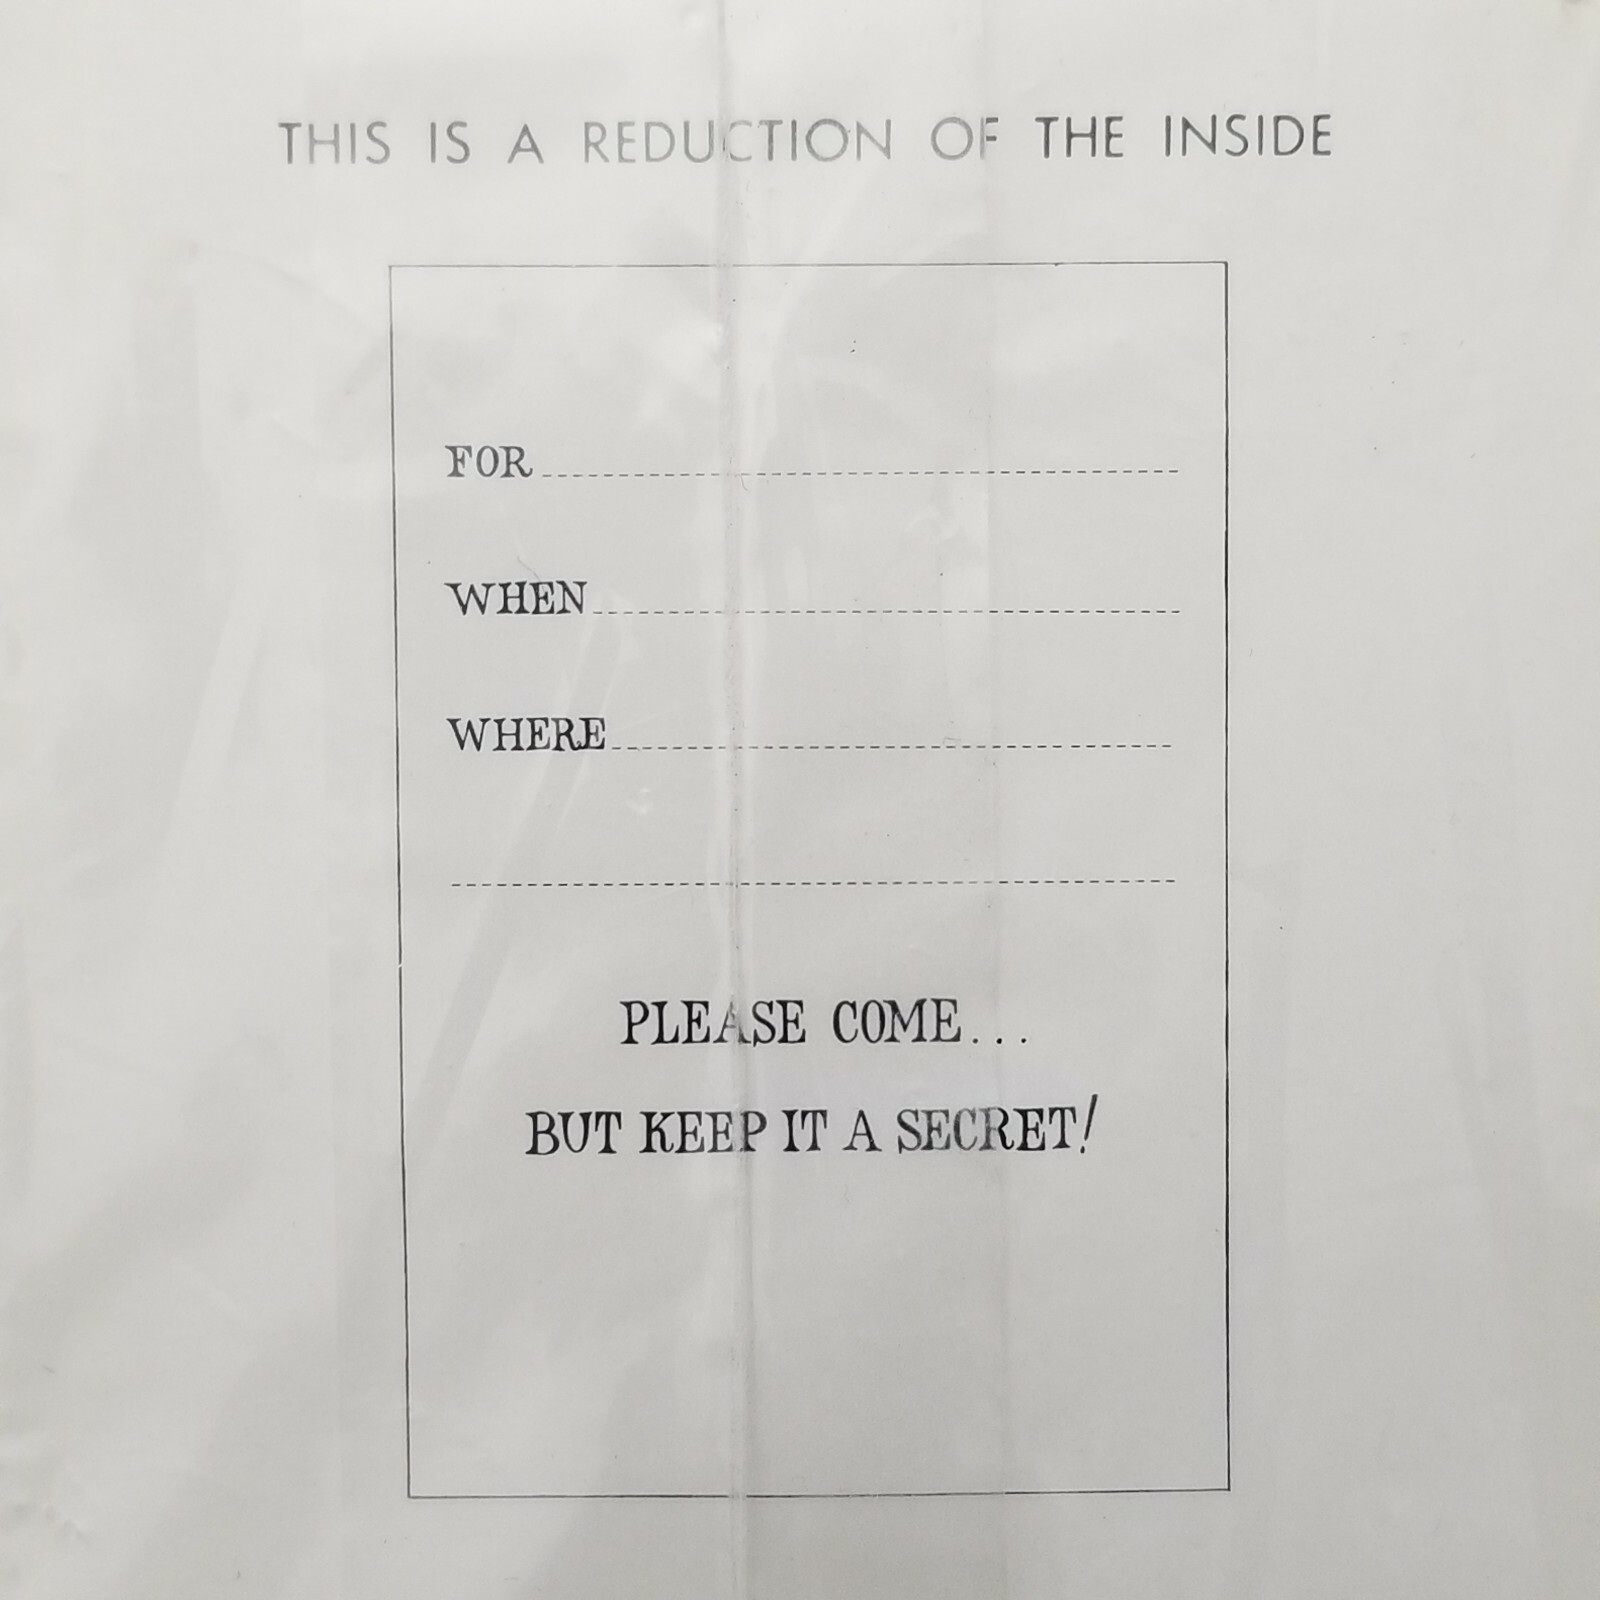 THIS IS A REDUCTION OF THE INSIDE
FOR
WHEN
WHERE
PLEASE COME...
BUT KEEP IT A SECRET!